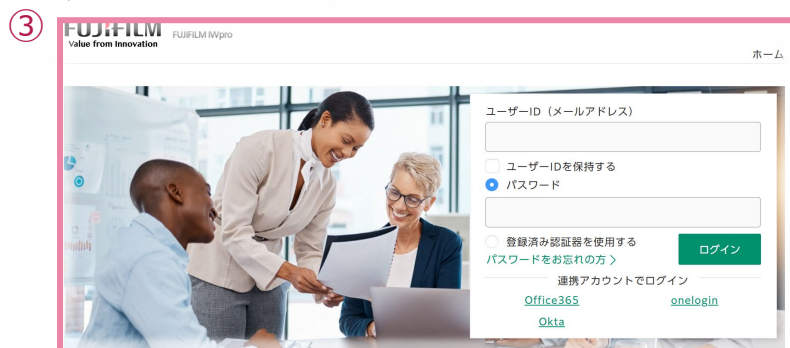 ③
FUJIFILM
Value from Innovation
FUJIFILM IWpro
ホーム
ユーザーID（メールアドレス）
ユーザーIDを保持する
パスワード
登録済み認証器を使用する
ログイン
パスワードをお忘れの方 〉
連携アカウントでログイン
Office365 onelogin
Okta